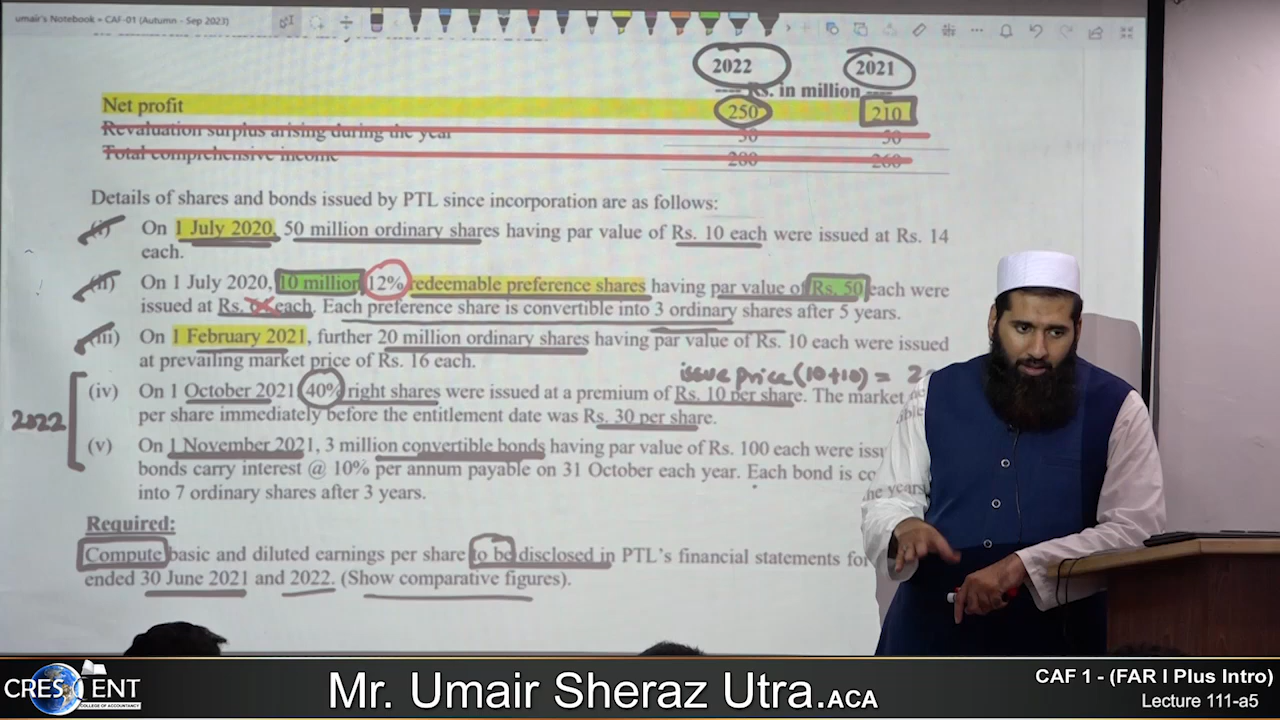 umair's Notebook » CAF-01 (Autumn - Sep 2023)
2022 2021
Rs. in million
Net profit 250 210
Revaluation surplus arising during the year 30 50
Total comprehensive income 280 260
Details of shares and bonds issued by PTL since incorporation are as follows:
(i) On 1 July 2020, 50 million ordinary shares having par value of Rs. 10 each were issued at Rs. 14
each.
(ii) On 1 July 2020, 10 million 12% redeemable preference shares having par value of Rs. 50 each were
issued at Rs. each. Each preference share is convertible into 3 ordinary shares after 5 years.
(iii) On 1 February 2021, further 20 million ordinary shares having par value of Rs. 10 each were issued
at prevailing market price of Rs. 16 each.
issue price (10+10) =
(iv) On 1 October 2021 40% right shares were issued at a premium of Rs. 10 per share. The market
per share immediately before the entitlement date was Rs. 30 per share.
2022
(v) On 1 November 2021, 3 million convertible bonds having par value of Rs. 100 each were
bonds carry interest @ 10% per annum payable on 31 October each year. Each bond is
into 7 ordinary shares after 3 years.
he years
Required:
Compute basic and diluted earnings per share to be disclosed in PTL's financial statements for
ended 30 June 2021 and 2022. (Show comparative figures).
CRESCENT
COLLEGE OF ACCOUNTANCY
Mr. Umair Sheraz Utra.ACA
CAF 1 - (FAR I Plus Intro)
Lecture 111-a5